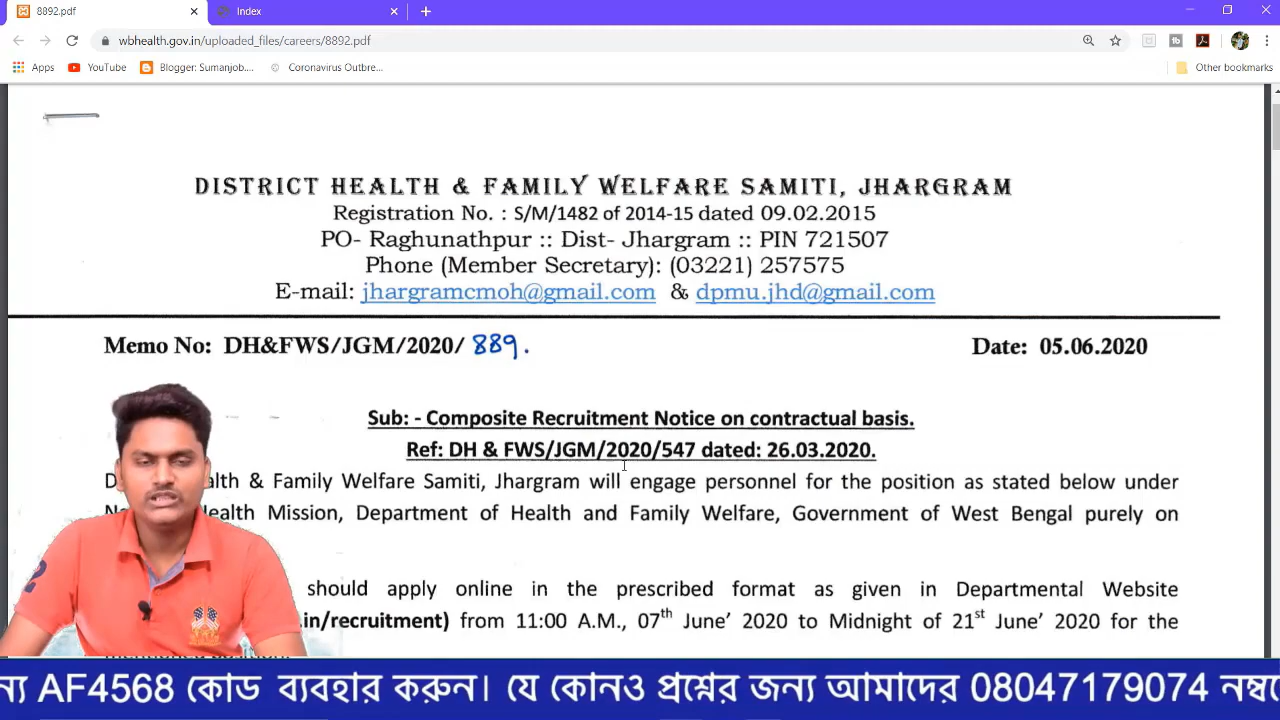 8892.pdf
Index
wbhealth.gov.in/uploaded_files/careers/8892.pdf
Apps
YouTube
Blogger: Sumanjob....
Coronavirus Outbre...
Other bookmarks
DISTRICT HEALTH & FAMILY WELFARE SAMITI, JHARGRAM
Registration No. : S/M/1482 of 2014-15 dated 09.02.2015
PO- Raghunathpur :: Dist- Jhargram :: PIN 721507
Phone (Member Secretary): (03221) 257575
E-mail: jhargramcmoh@gmail.com & dpmu.jhd@gmail.com
Memo No: DH&FWS/JGM/2020/ 889.
Date: 05.06.2020
Sub: - Composite Recruitment Notice on contractual basis.
Ref: DH & FWS/JGM/2020/547 dated: 26.03.2020.
& Family Welfare Samiti, Jhargram will engage personnel for the position as stated below under
Health Mission, Department of Health and Family Welfare, Government of West Bengal purely on
should apply online in the prescribed format as given in Departmental Website
in/recruitment) from 11:00 A.M., 07th June' 2020 to Midnight of 21st June' 2020 for the
AF4568 কোড ব্যবহার করুন। যে কোনও প্রশ্নের জন্য আমাদের 08047179074